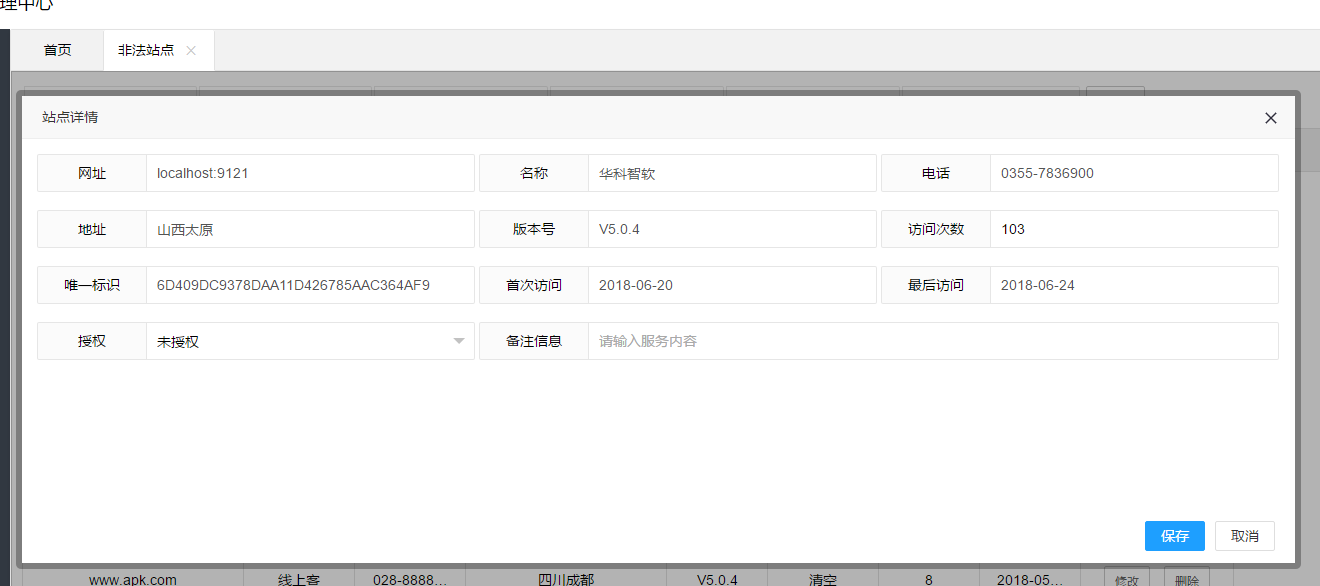 理中心
首页 非法站点
站点详情
网址 localhost:9121 名称 华科智软 电话 0355-7836900
地址 山西太原 版本号 V5.0.4 访问次数 103
唯一标识 6D409DC9378DAA11D426785AAC364AF9 首次访问 2018-06-20 最后访问 2018-06-24
授权 未授权 备注信息 请输入服务内容
保存 取消
www.apk.com 线上客 028-8888... 四川成都 V5.0.4 清空 8 2018-05... 修改 删除